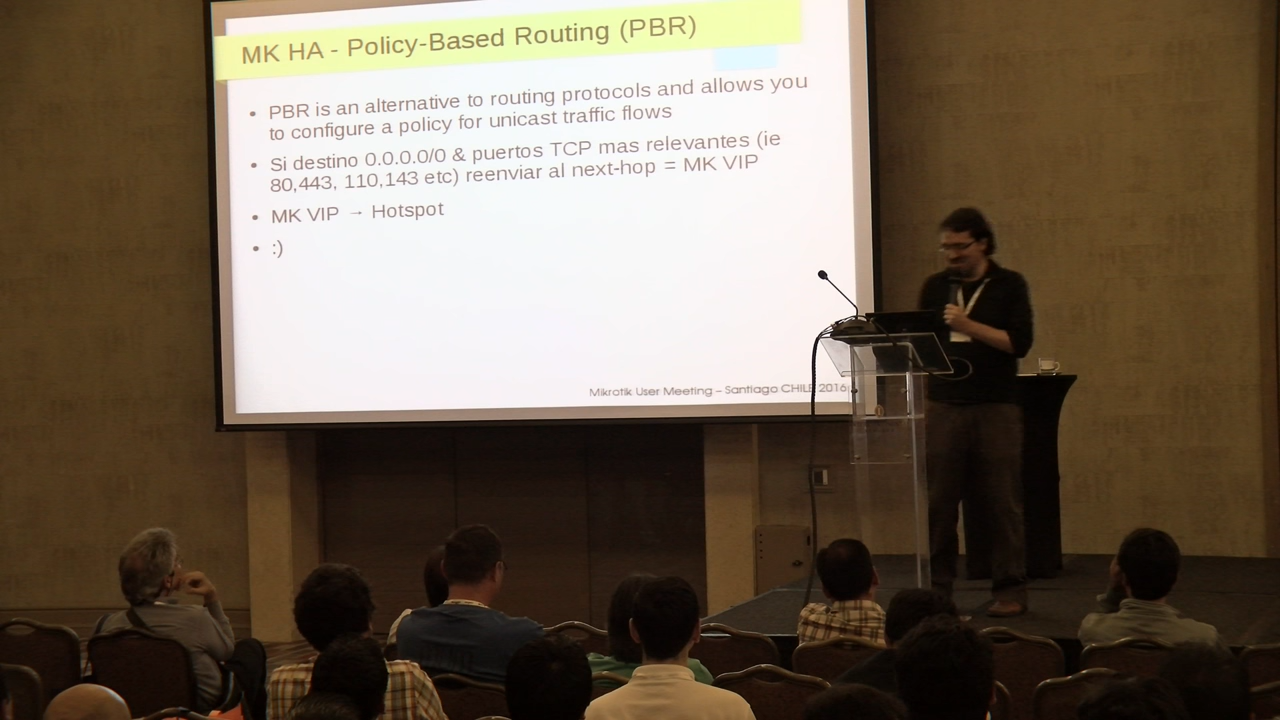 MK HA - Policy-Based Routing (PBR)
• PBR is an alternative to routing protocols and allows you
to configure a policy for unicast traffic flows
• Si destino 0.0.0.0/0 & puertos TCP mas relevantes (ie
80,443, 110,143 etc) reenviar al next-hop = MK VIP
• MK VIP → Hotspot
• :)
Mikrotik User Meeting – Santiago CHILE 2016